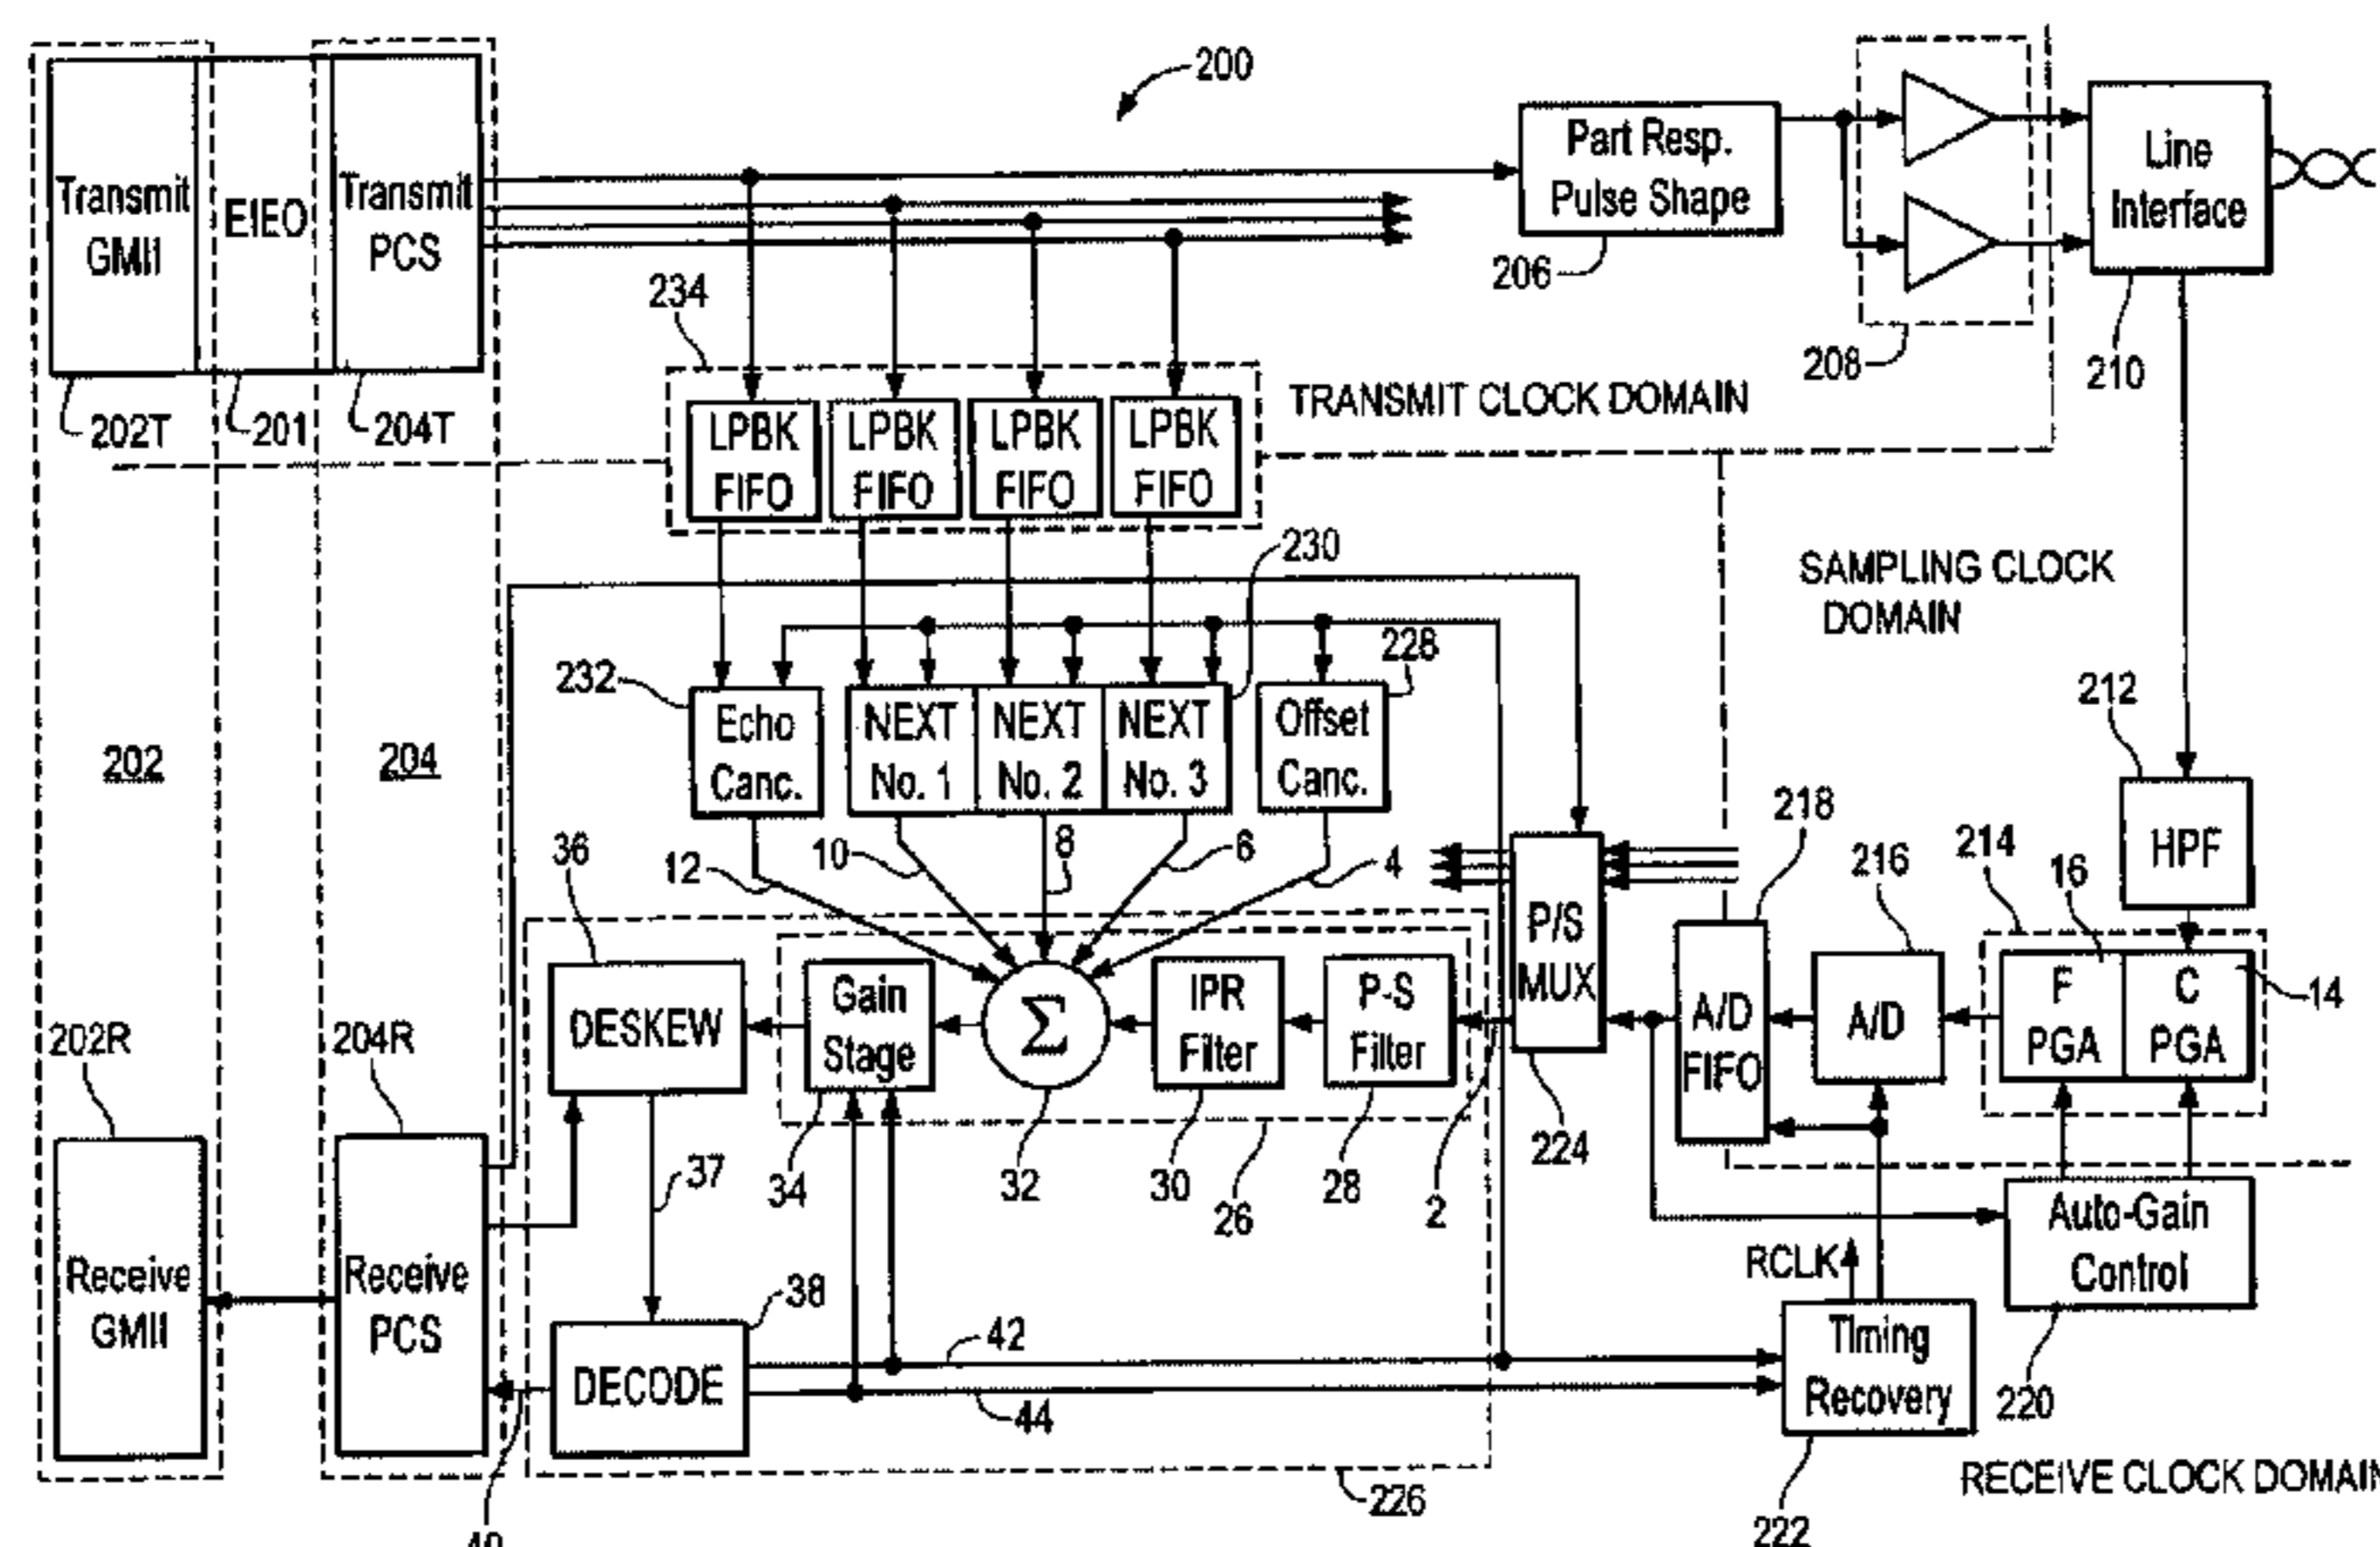 200
Transmit
GMII
EIEO
Transmit
PCS
Part Resp.
Pulse Shape
Line
Interface
206
208
210
234
202T
201
204T
TRANSMIT CLOCK DOMAIN
LPBK
FIFO
LPBK
FIFO
LPBK
FIFO
LPBK
FIFO
230
SAMPLING CLOCK
DOMAIN
232
228
212
Echo
Canc.
NEXT
No. 1
NEXT
No. 2
NEXT
No. 3
Offset
Canc.
202
204
218
HPF
36
12
10
8
6
4
216
214
16
14
P/S
MUX
DESKEW
Gain
Stage
Σ
IPR
Filter
P-S
Filter
A/D
FIFO
A/D
F
PGA
C
PGA
202R
204R
37
34
32
30
26
28
2
224
Auto-Gain
Control
RCLK
Receive
GMII
Receive
PCS
38
DECODE
42
44
Timing
Recovery
220
226
222
RECEIVE CLOCK DOMAIN